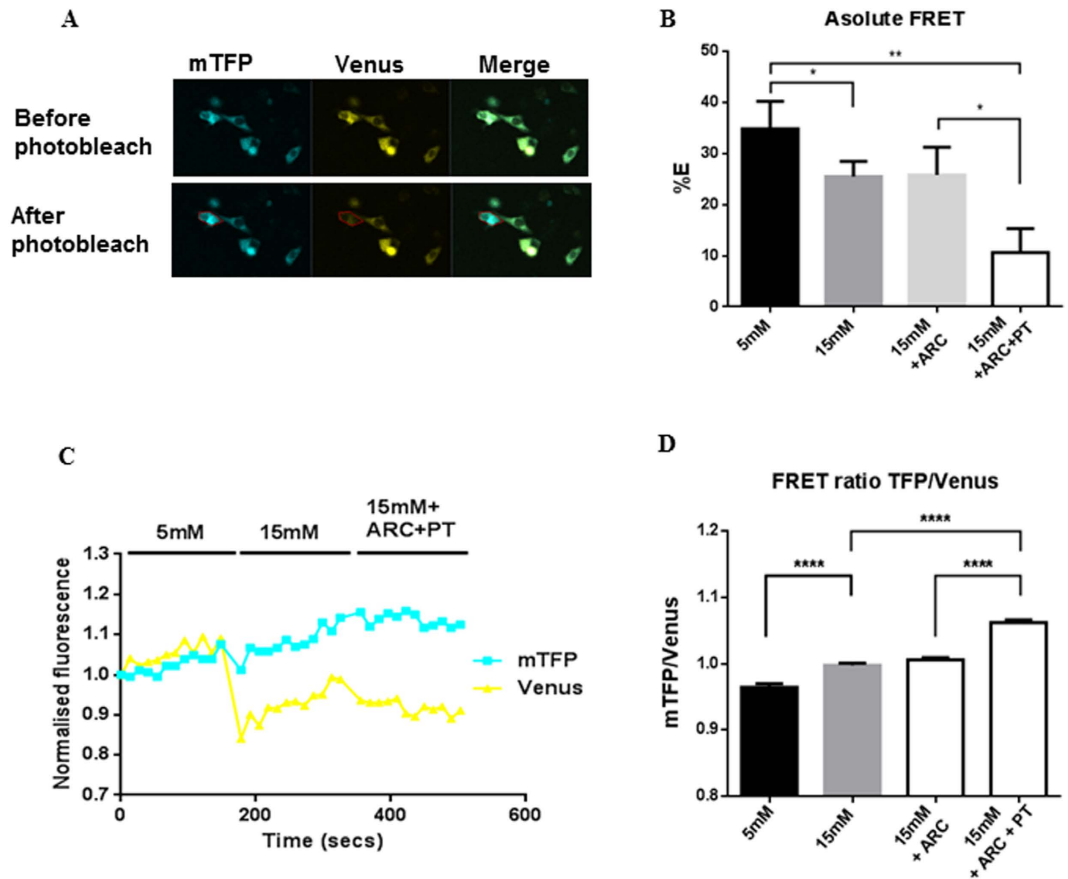 A
mTFP Venus Merge
Before
photobleach
After
photobleach
B
Asolute FRET
%E
50
40
30
20
10
0
*
**
*
5mM
15mM
15mM
+ARC
15mM
+ARC+PT
C
5mM
15mM
15mM+
ARC+PT
Normalised fluorescence
1.3
1.2
1.1
1.0
0.9
0.8
0.7
0 200 400 600
Time (secs)
mTFP
Venus
D
FRET ratio TFP/Venus
mTFP/Venus
1.2
1.1
1.0
0.9
0.8
****
****
****
5mM
15mM
15mM
+ ARC
15mM
+ ARC + PT